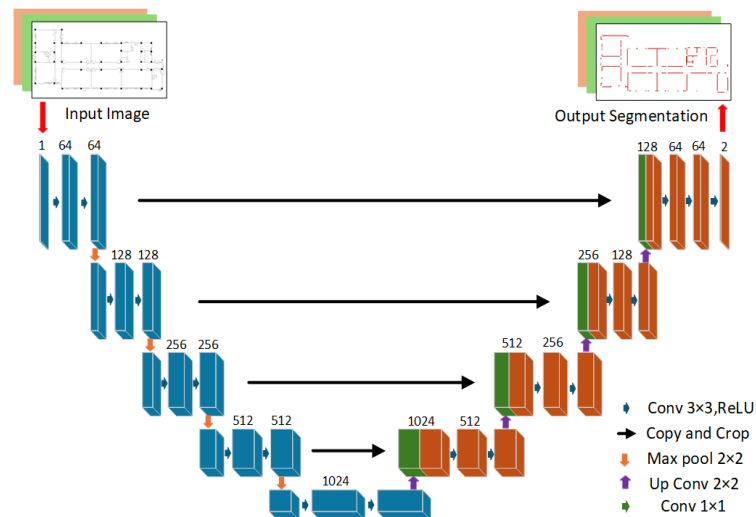 Input Image
Output Segmentation
1 64 64
128 64 64 2
128 128
256 128
256 256
512 256
512 512
1024 512
1024
Conv 3×3,ReLU
Copy and Crop
Max pool 2×2
Up Conv 2×2
Conv 1×1